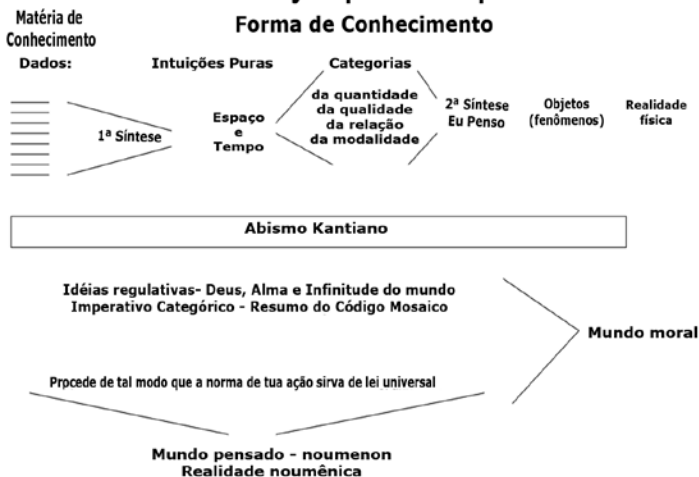 Matéria de
Conhecimento
Forma de Conhecimento
Dados:
Intuições Puras
Categorias
1ª Síntese
Espaço
e
Tempo
da quantidade
da qualidade
da relação
da modalidade
2ª Síntese
Eu Penso
Objetos
(fenômenos)
Realidade
física
Abismo Kantiano
Idéias regulativas- Deus, Alma e Infinitude do mundo
Imperativo Categórico - Resumo do Código Mosaico
Mundo moral
Procede de tal modo que a norma de tua ação sirva de lei universal
Mundo pensado - noumenon
Realidade noumênica